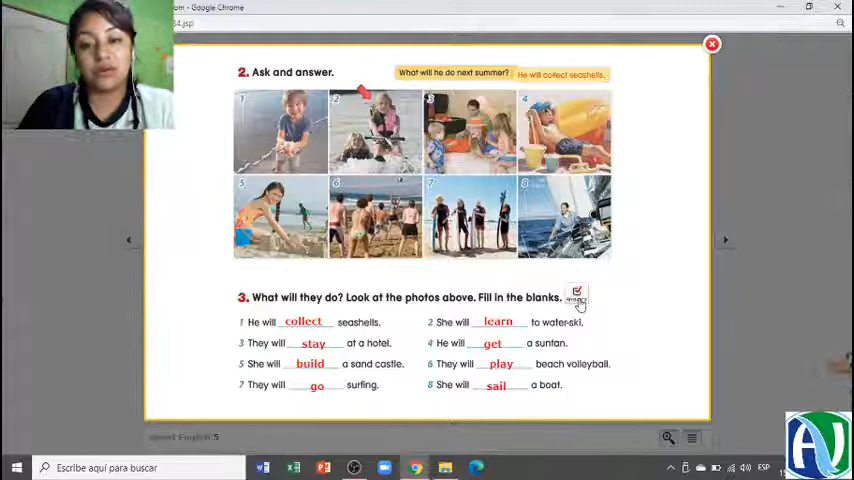 - Google Chrome
2. Ask and answer.
What will he do next summer?
He will collect seashells.
1
2
3
4
5
6
7
8
3. What will they do? Look at the photos above. Fill in the blanks.
1 He will collect seashells.
2 She will learn to water-ski.
3 They will stay at a hotel.
4 He will get a suntan.
5 She will build a sand castle.
6 They will play beach volleyball.
7 They will go surfing.
8 She will sail a boat.
English 5
Escribe aquí para buscar
ESP